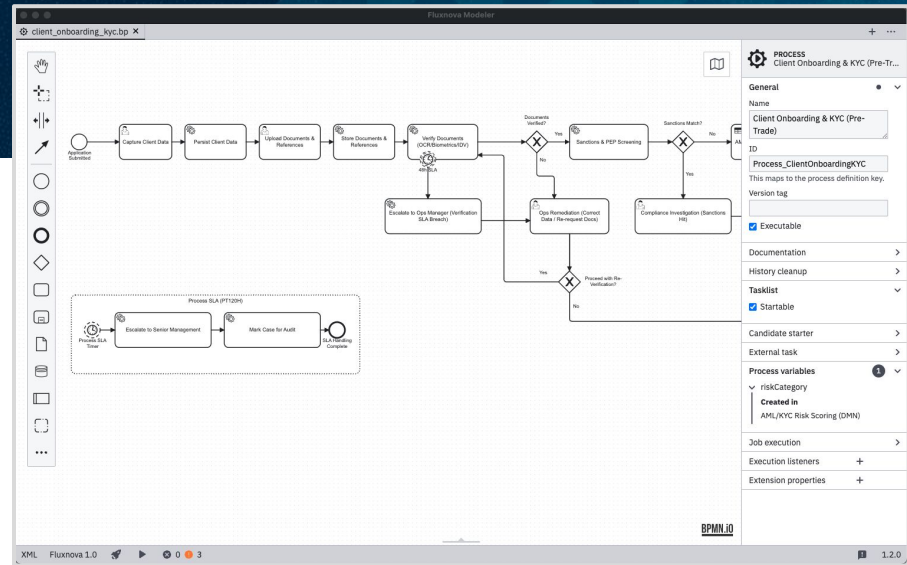 Fluxnova Modeler
client_onboarding_kyc.bp
PROCESS
Client Onboarding & KYC (Pre-Tr...
General
Name
Client Onboarding & KYC (Pre-
Trade)
ID
Process_ClientOnboardingKYC
This maps to the process definition key.
Version tag
Executable
Documentation
History cleanup
Tasklist
Startable
Candidate starter
External task
Process variables 1
riskCategory
Created in
AML/KYC Risk Scoring (DMN)
Job execution
Execution listeners
Extension properties
Application
Submitted
Capture Client Data
Persist Client Data
Upload Documents &
References
Store Documents &
References
Verify Documents
(OCR/Biometrics/IDV)
Documents
Verified?
Yes
No
Sanctions & PEP Screening
Sanctions Match?
No
Yes
Escalate to Ops Manager (Verification
SLA Breach)
Ops Remediation (Correct
Data / Re-request Docs)
Compliance Investigation (Sanctions
Hit)
Yes
Proceed with Re-
Verification?
No
Process SLA (PT120H)
Process SLA
Timer
Escalate to Senior Management
Mark Case for Audit
SLA Handling
Complete
BPMN.iO
XML Fluxnova 1.0 0 3
1.2.0